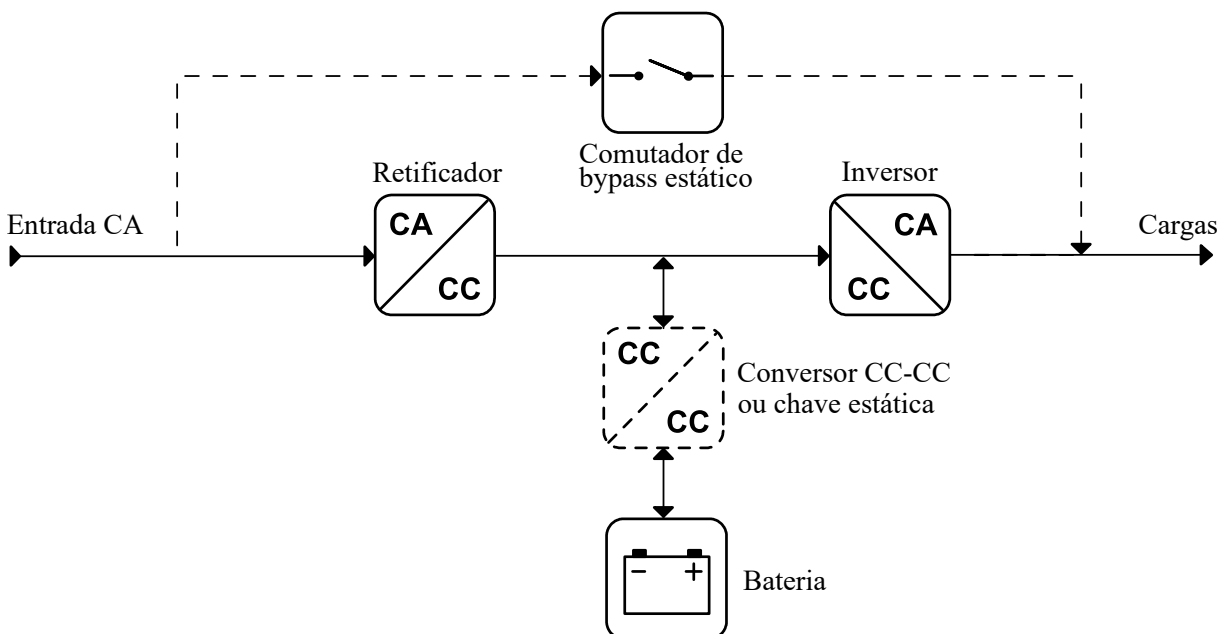 Comutador de
bypass estático
Retificador
Inversor
Entrada CA
CA
CC
CA
CC
Cargas
CC
CC
Conversor CC-CC
ou chave estática
- +
Bateria